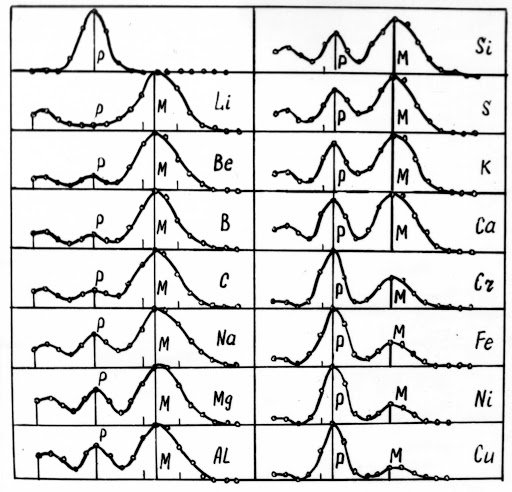 P
P M Li
P M Be
P M B
P M C
P M Na
P M Mg
P M AL
P M Si
P M S
P M K
P M Ca
P M Cr
P M Fe
P M Ni
P M Cu